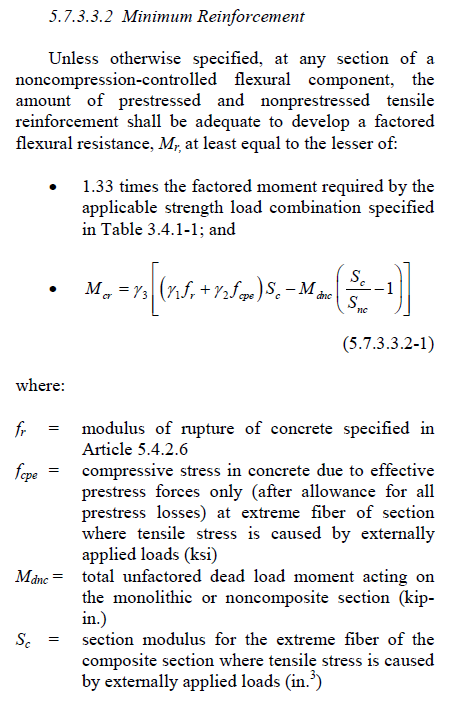 5.7.3.3.2 Minimum Reinforcement
Unless otherwise specified, at any section of a
noncompression-controlled flexural component, the
amount of prestressed and nonprestressed tensile
reinforcement shall be adequate to develop a factored
flexural resistance, Mr, at least equal to the lesser of:
• 1.33 times the factored moment required by the
applicable strength load combination specified
in Table 3.4.1-1; and
• Mcr = γ3[(γ1fr + γ2fcpe)Sc − Mdnc(Sc/Snc − 1)]
(5.7.3.3.2-1)
where:
fr = modulus of rupture of concrete specified in
Article 5.4.2.6
fcpe = compressive stress in concrete due to effective
prestress forces only (after allowance for all
prestress losses) at extreme fiber of section
where tensile stress is caused by externally
applied loads (ksi)
Mdnc = total unfactored dead load moment acting on
the monolithic or noncomposite section (kip-
in.)
Sc = section modulus for the extreme fiber of the
composite section where tensile stress is caused
by externally applied loads (in.³)